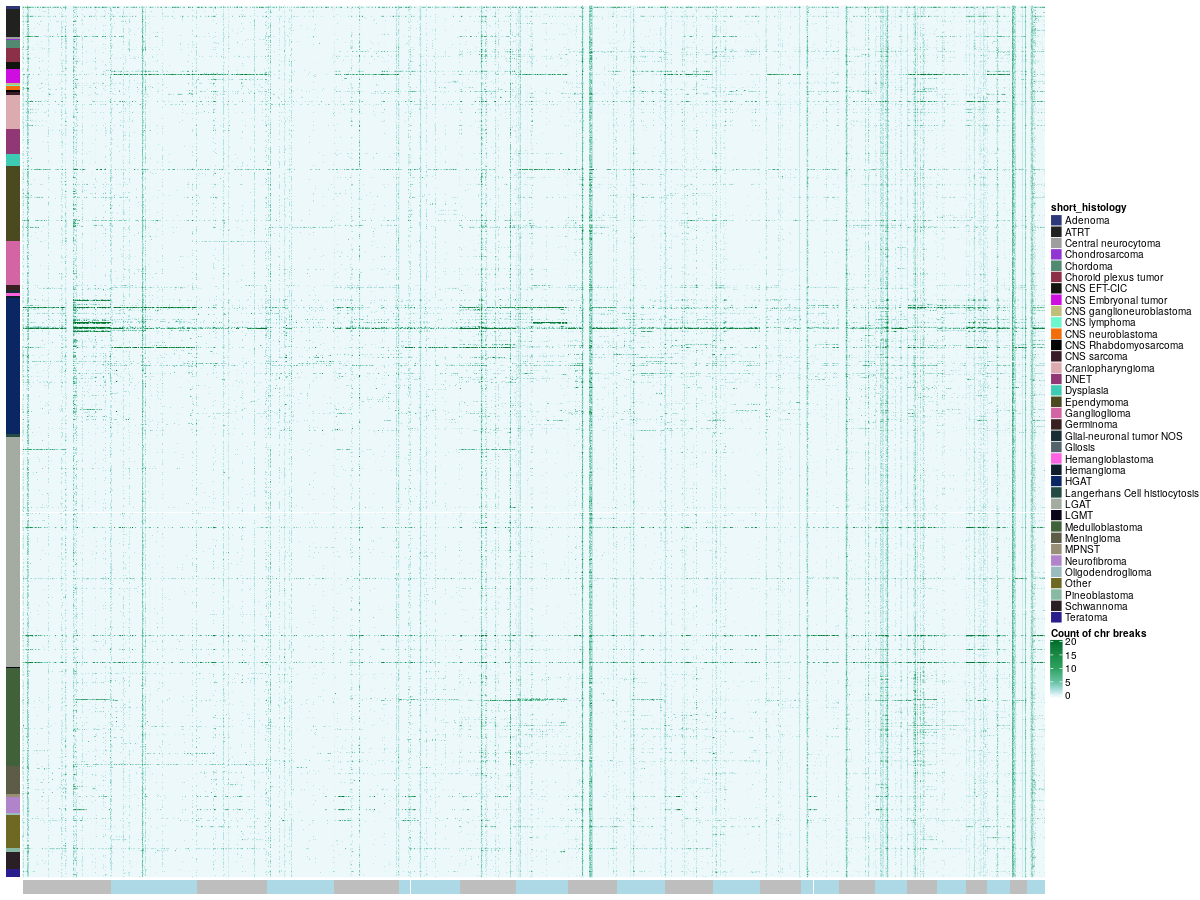 short_histology
Adenoma
ATRT
Central neurocytoma
Chondrosarcoma
Chordoma
Choroid plexus tumor
CNS EFT-CIC
CNS Embryonal tumor
CNS ganglioneuroblastoma
CNS lymphoma
CNS neuroblastoma
CNS Rhabdomyosarcoma
CNS sarcoma
Craniopharyngioma
DNET
Dysplasia
Ependymoma
Ganglioglioma
Germinoma
Glial-neuronal tumor NOS
Gliosis
Hemangioblastoma
Hemangioma
HGAT
Langerhans Cell histiocytosis
LGAT
LGMT
Medulloblastoma
Meningioma
MPNST
Neurofibroma
Oligodendroglioma
Other
Pineoblastoma
Schwannoma
Teratoma
Count of chr breaks
20
15
10
5
0